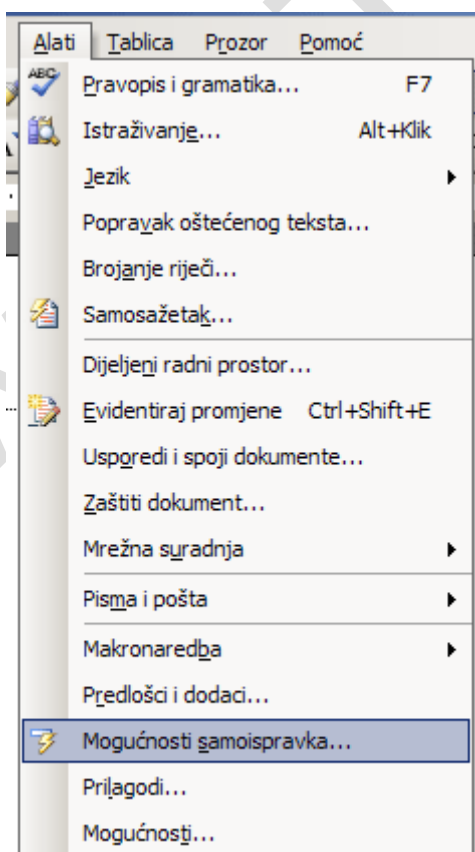 Alati Tablica Prozor Pomoć
ABC
Pravopis i gramatika... F7
Istraživanje... Alt+Klik
Jezik
Popravak oštećenog teksta...
Brojanje riječi...
Samosažetak...
Dijeljeni radni prostor...
Evidentiraj promjene Ctrl+Shift+E
Usporedi i spoji dokumente...
Zaštiti dokument...
Mrežna suradnja
Pisma i pošta
Makronaredba
Predlošci i dodaci...
Mogućnosti samoispravka...
Prilagodi...
Mogućnosti...